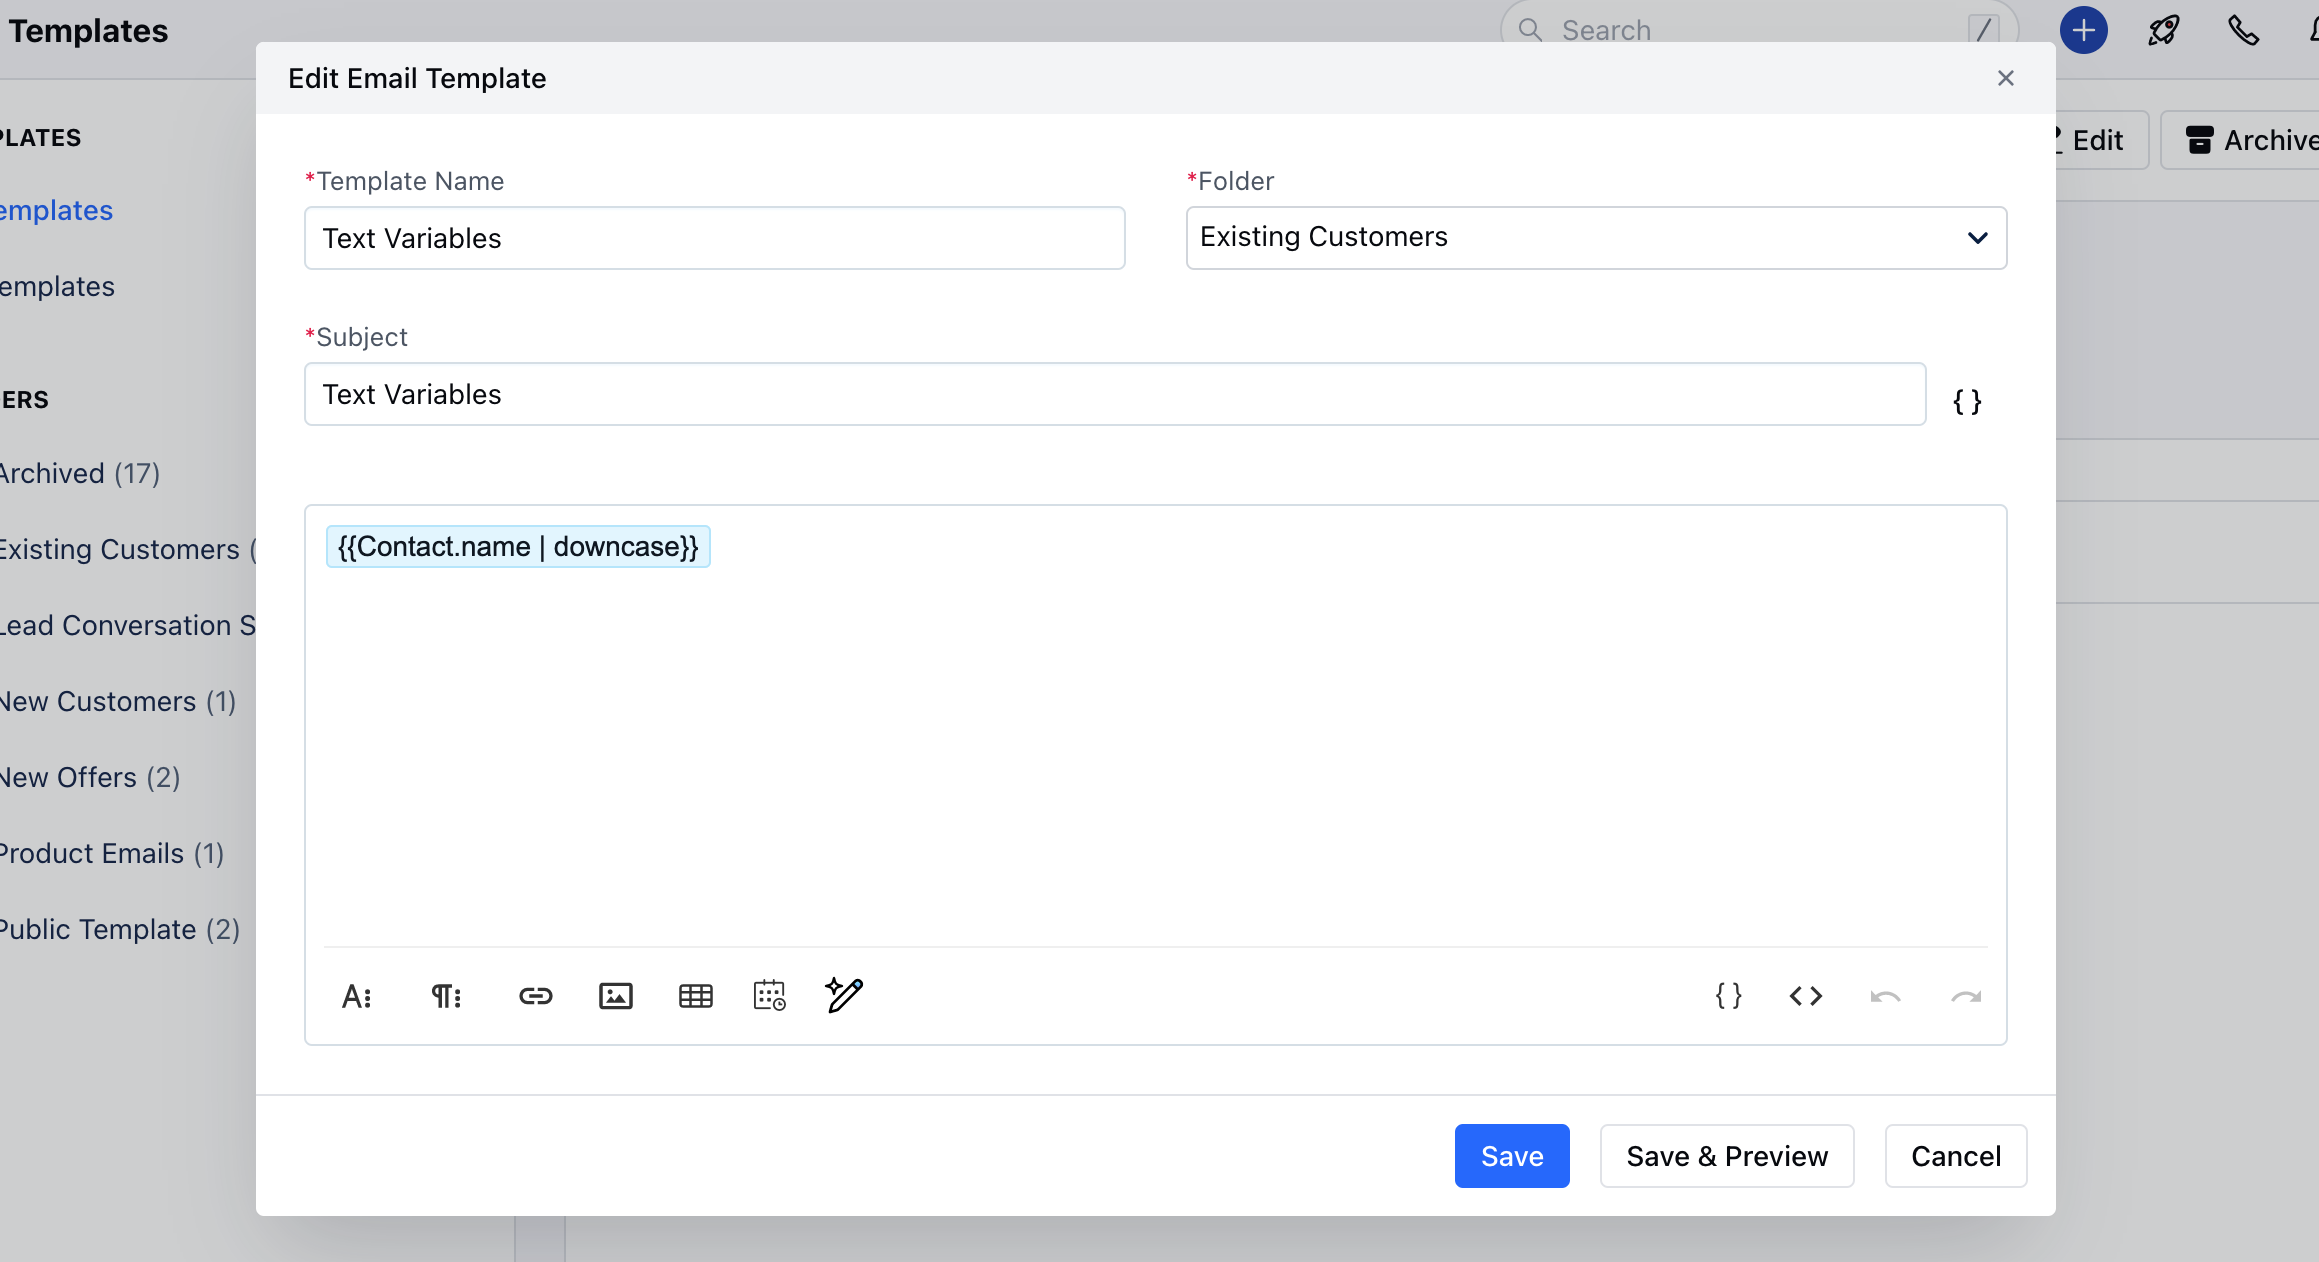 Templates
Search /
Edit Email Template
PLATES
Edit
Archive
*Template Name
*Folder
emplates
Text Variables
Existing Customers
emplates
*Subject
Text Variables
{ }
ERS
Archived (17)
Existing Customers (
{{Contact.name | downcase}}
Lead Conversation S
New Customers (1)
New Offers (2)
Product Emails (1)
Public Template (2)
Save
Save & Preview
Cancel